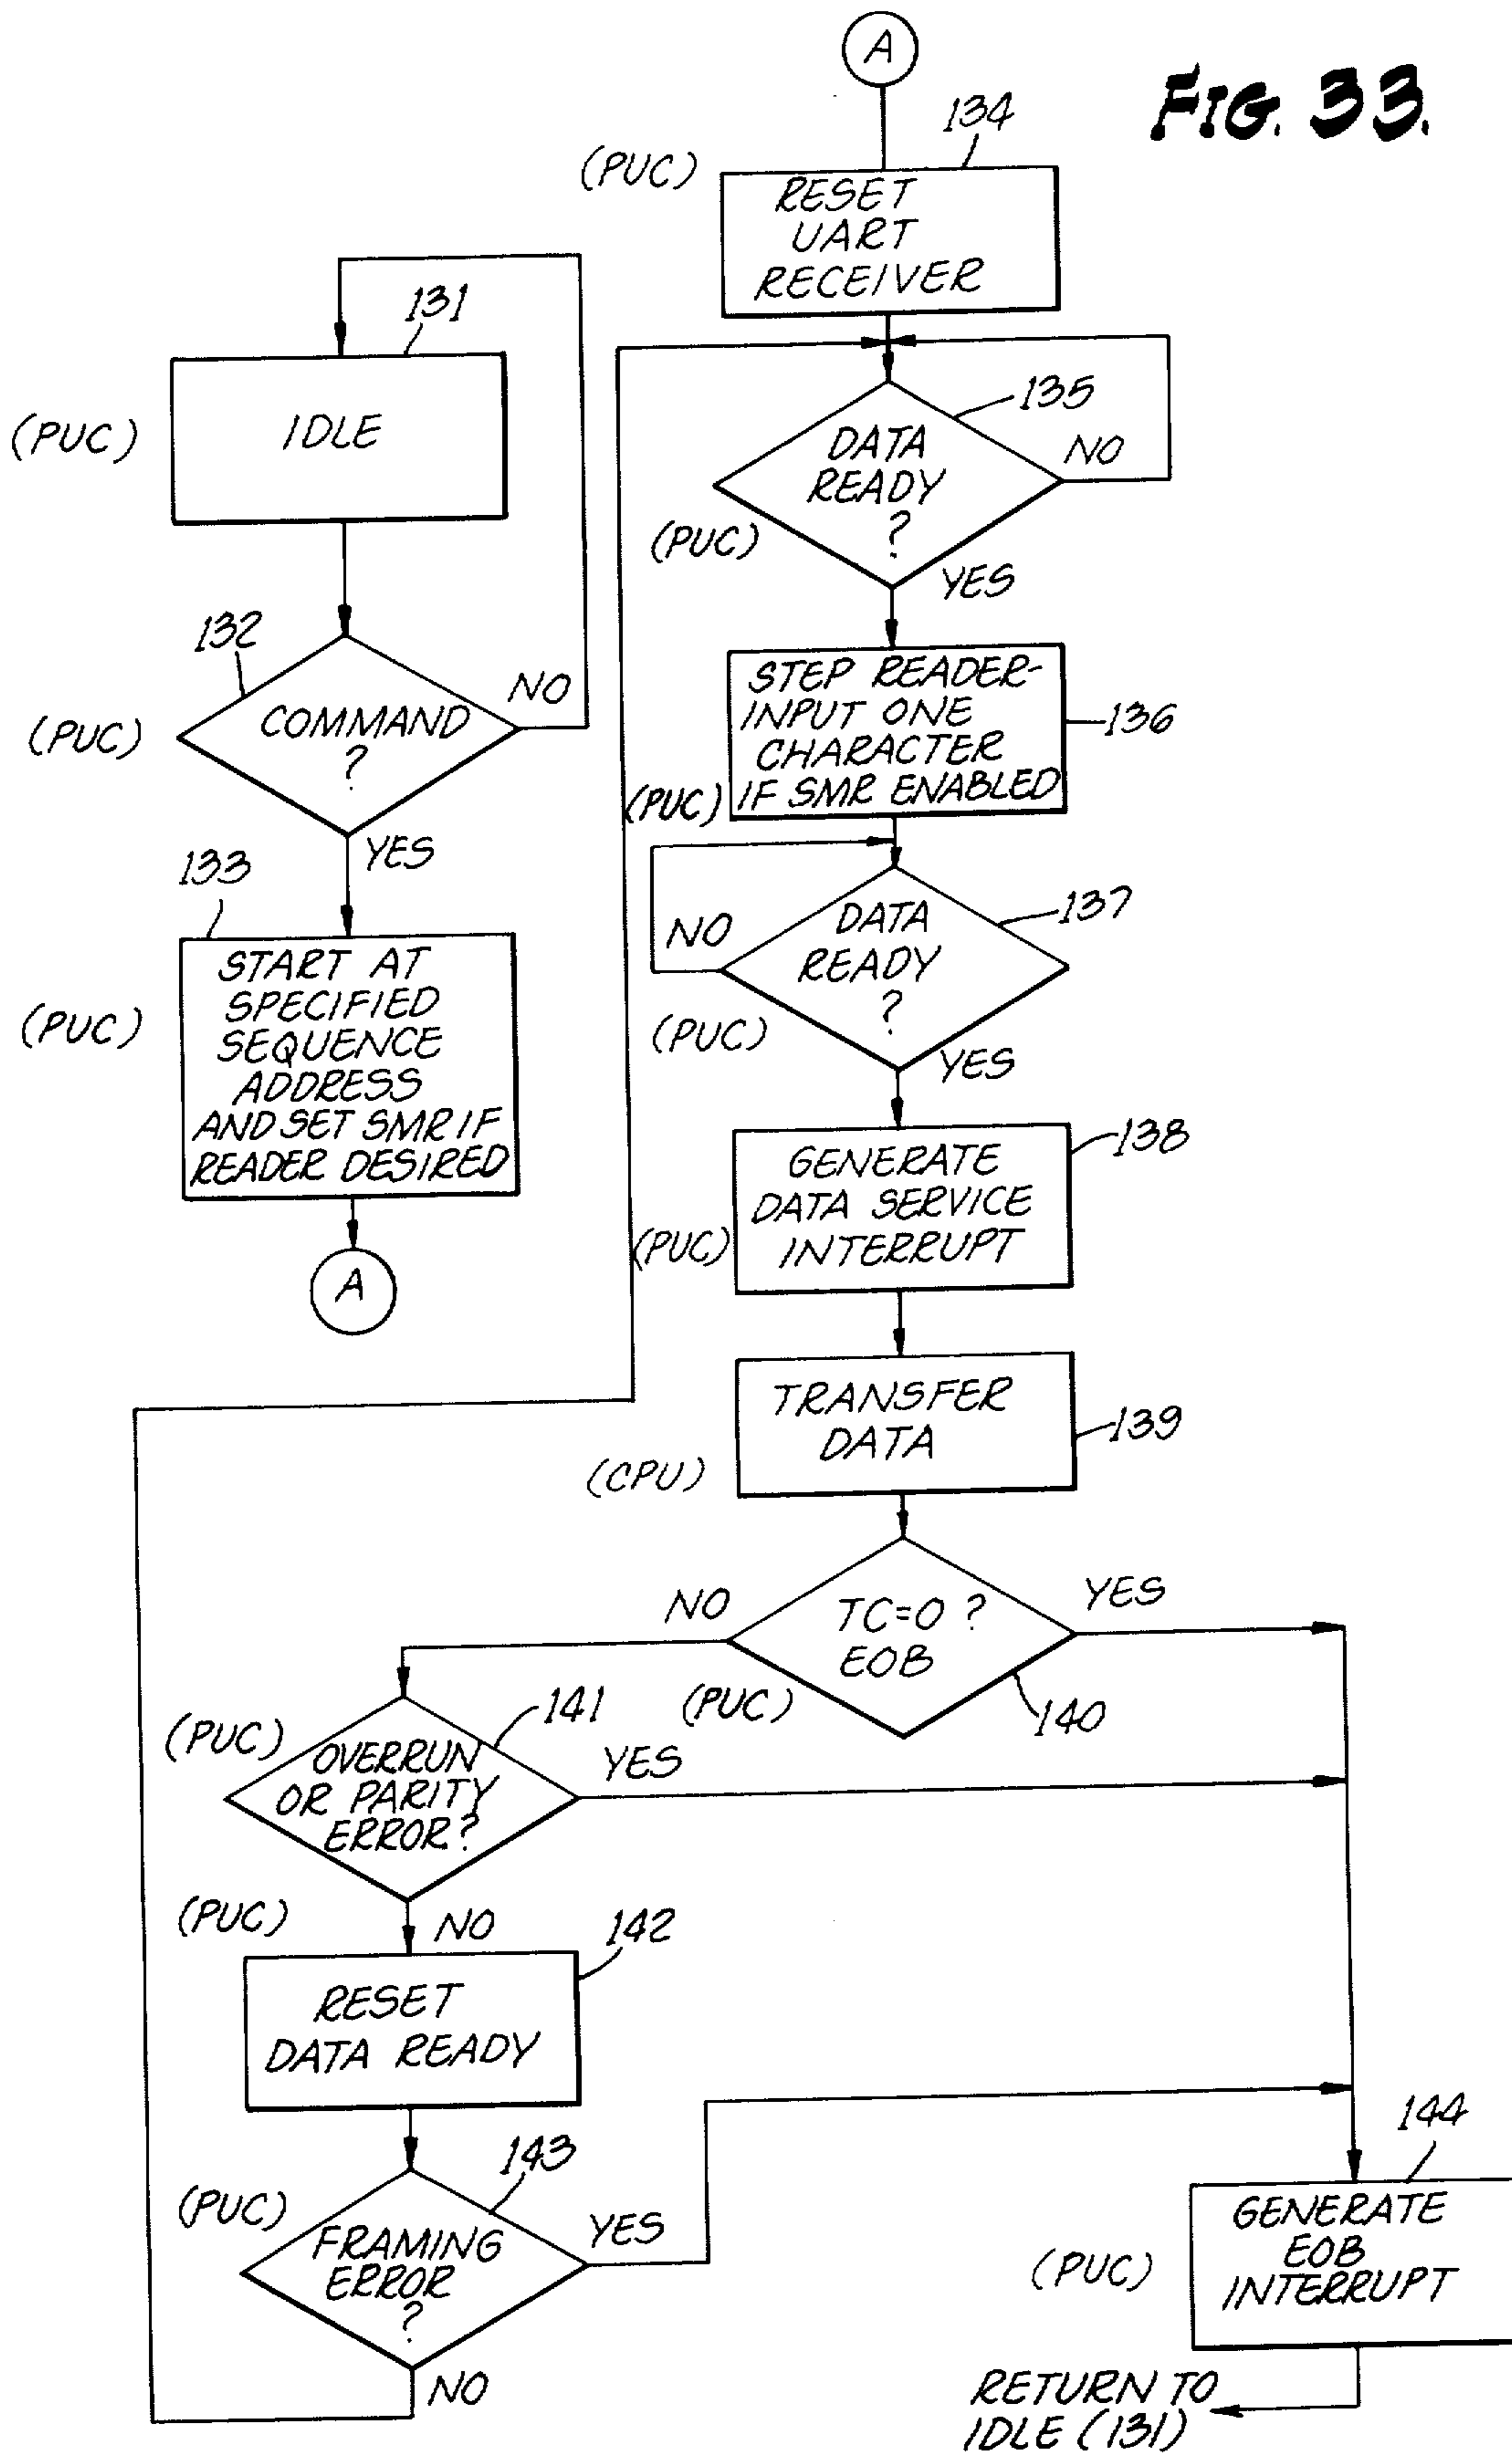 A
FIG. 33.
134
(PUC)
RESET
UART
RECEIVER
131
(PUC)
IDLE
135
DATA
READY
?
NO
(PUC)
YES
132
(PUC)
COMMAND
?
NO
YES
STEP READER-
INPUT ONE
CHARACTER
IF SMR ENABLED
136
(PUC)
133
(PUC)
START AT
SPECIFIED
SEQUENCE
ADDRESS
AND SET SMR IF
READER DESIRED
A
137
NO
DATA
READY
?
(PUC)
YES
138
GENERATE
DATA SERVICE
INTERRUPT
(PUC)
TRANSFER
DATA
139
(CPU)
NO
TC=0 ?
EOB
YES
(PUC)
140
141
(PUC)
OVERRUN
OR PARITY
ERROR?
YES
(PUC)
NO
142
RESET
DATA READY
143
(PUC)
FRAMING
ERROR
?
YES
NO
144
GENERATE
EOB
INTERRUPT
(PUC)
RETURN TO
IDLE (131)